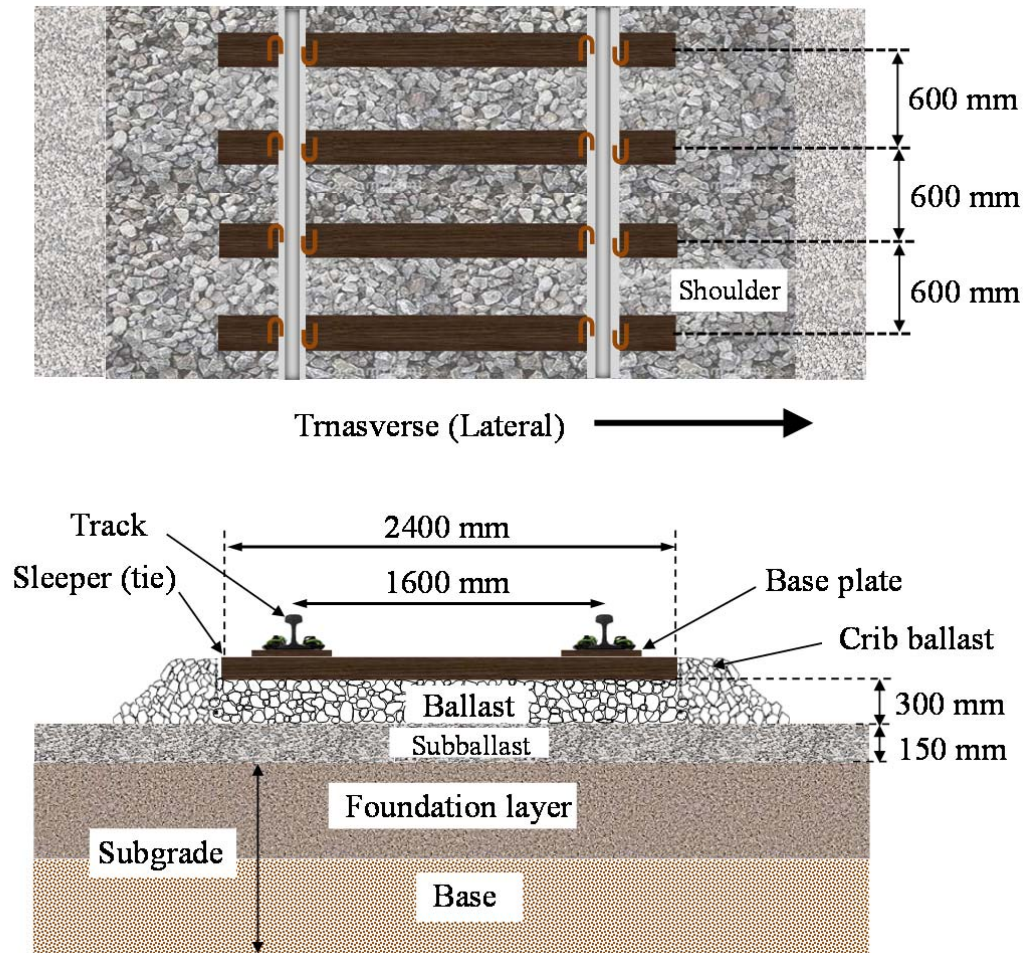 600 mm
600 mm
600 mm
Shoulder
Trnasverse (Lateral)
Track
2400 mm
Sleeper (tie)
1600 mm
Base plate
Crib ballast
Ballast
300 mm
Subballast
150 mm
Foundation layer
Subgrade
Base